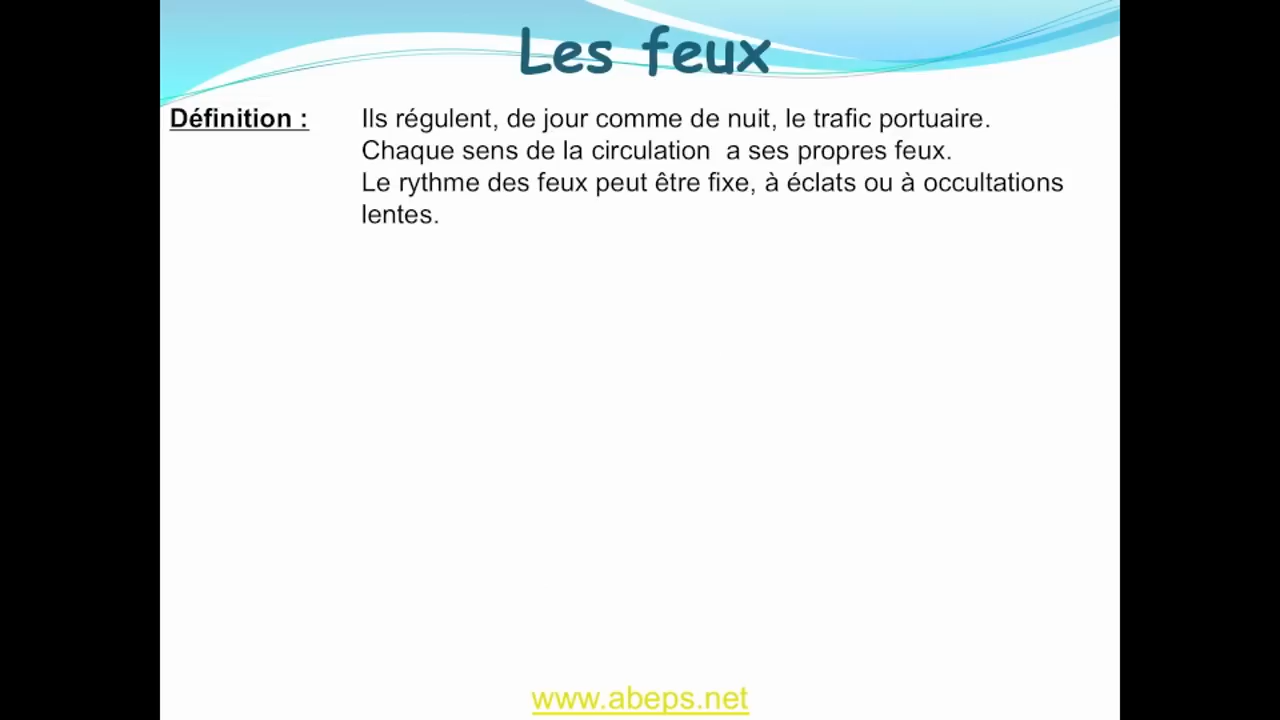 Les feux
Définition : Ils régulent, de jour comme de nuit, le trafic portuaire.
Chaque sens de la circulation  a ses propres feux.
Le rythme des feux peut être fixe, à éclats ou à occultations
lentes.
www.abeps.net